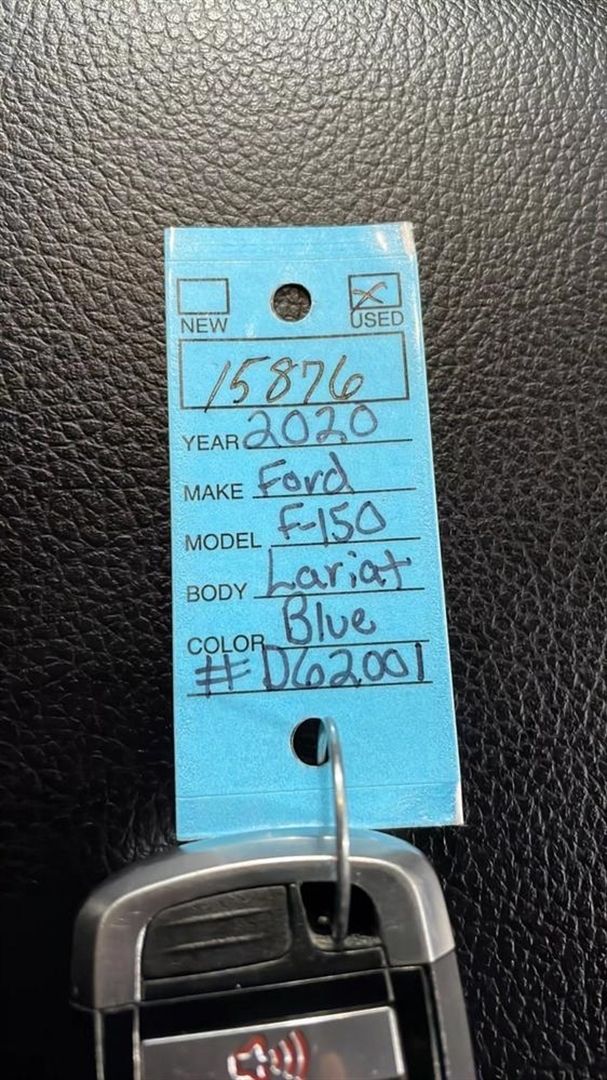 NEW USED
15876
YEAR 2020
MAKE Ford
MODEL F-150
BODY Lariat
COLOR Blue
# D62001